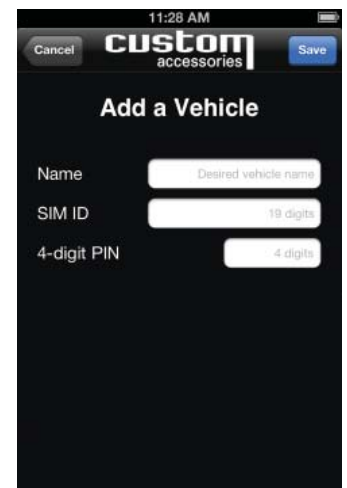 11:28 AM
Cancel custom accessories Save
Add a Vehicle
Name Desired vehicle name
SIM ID 19 digits
4-digit PIN 4 digits